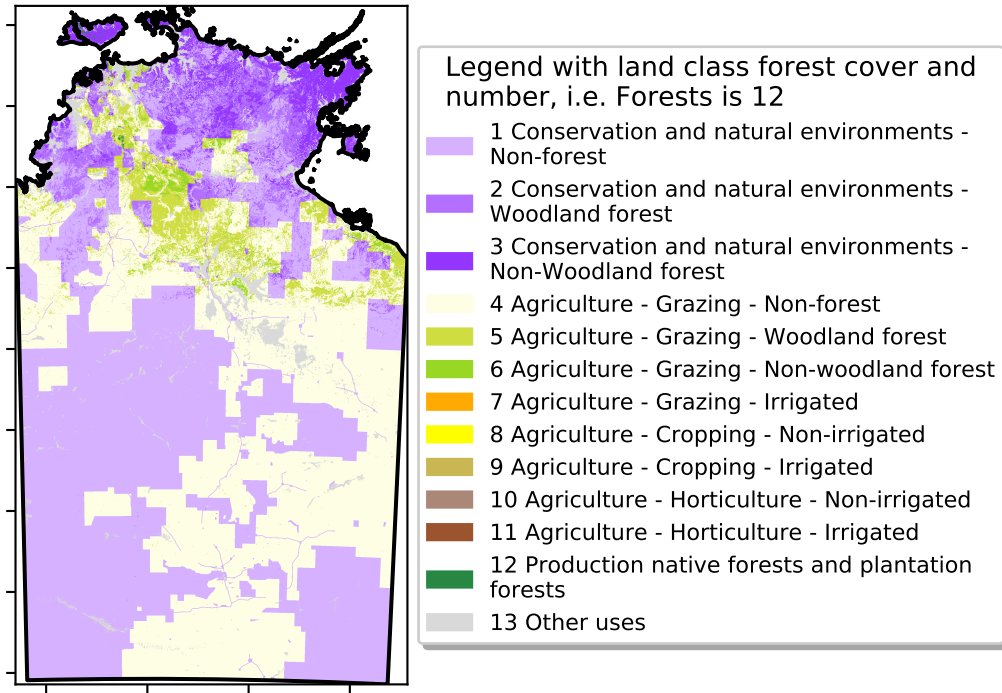 Legend with land class forest cover and
number, i.e. Forests is 12
1 Conservation and natural environments -
Non-forest
2 Conservation and natural environments -
Woodland forest
3 Conservation and natural environments -
Non-Woodland forest
4 Agriculture - Grazing - Non-forest
5 Agriculture - Grazing - Woodland forest
6 Agriculture - Grazing - Non-woodland forest
7 Agriculture - Grazing - Irrigated
8 Agriculture - Cropping - Non-irrigated
9 Agriculture - Cropping - Irrigated
10 Agriculture - Horticulture - Non-irrigated
11 Agriculture - Horticulture - Irrigated
12 Production native forests and plantation
forests
13 Other uses